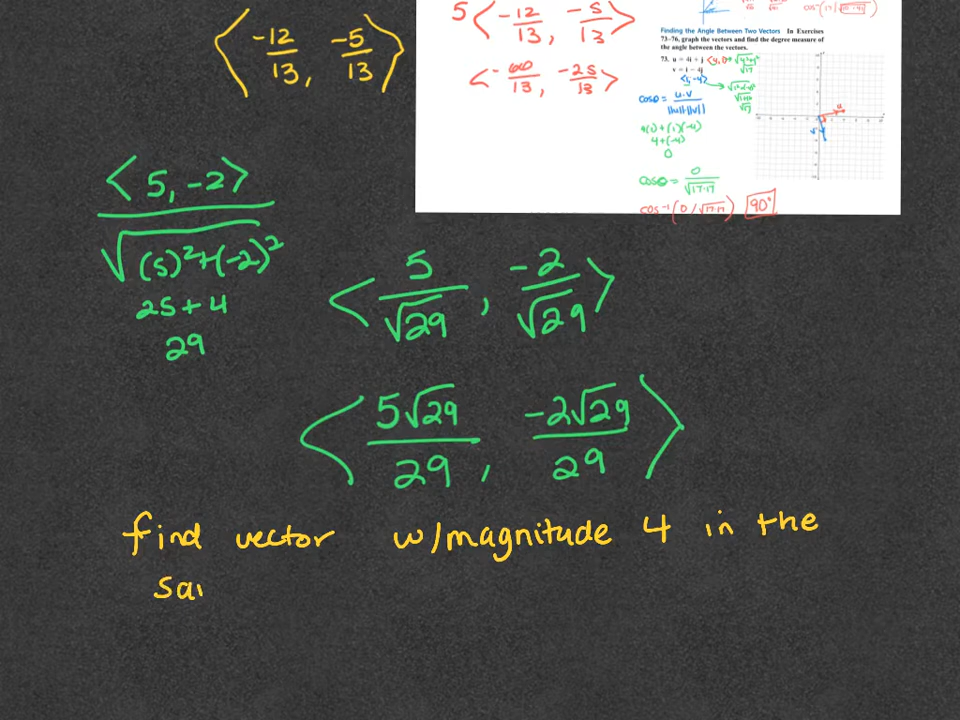 ⟨-12/13, -5/13⟩
5⟨-12/13, -5/13⟩
⟨-60/13, -25/13⟩
Finding the Angle Between Two Vectors In Exercises
73–76, graph the vectors and find the degree measure of
the angle between the vectors.
73. u = 4i + j
v = i − 4j
cosθ = u·v / ||u|| ||v||
4(1) + (1)(-4)
4+(-4)
0
cosθ = 0/√17·17
cos⁻¹(0/√17·17) 90°
⟨5, -2⟩
√(5)²+(-2)²
25 + 4
29
⟨5/√29, -2/√29⟩
⟨5√29/29, -2√29/29⟩
find vector w/magnitude 4 in the
sai